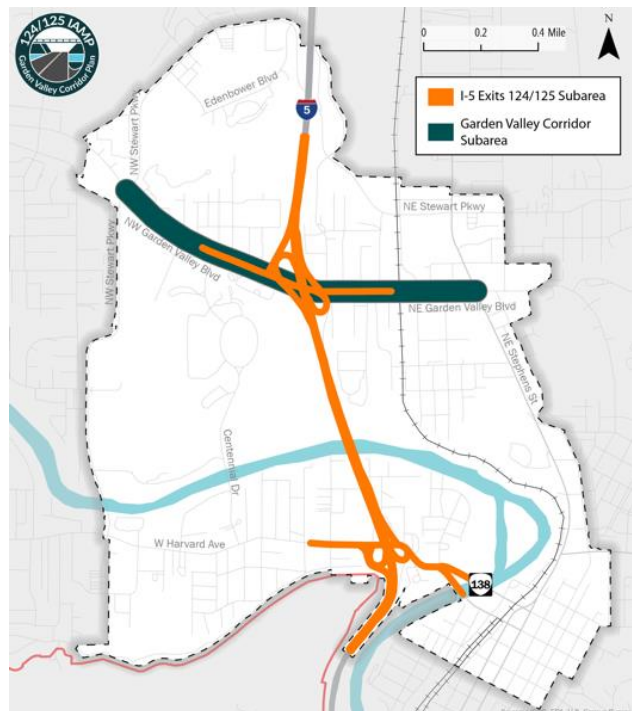 124/125 IAMP
Garden Valley Corridor Plan
N
0
0.2
0.4 Mile
I-5 Exits 124/125 Subarea
Garden Valley Corridor
Subarea
Edenbower Blvd
5
NW Stewart Pkwy
NE Stewart Pkwy
NW Stewart Pkwy
NW Garden Valley Blvd
NE Garden Valley Blvd
NE Stephens St
Centennial Dr
W Harvard Ave
138